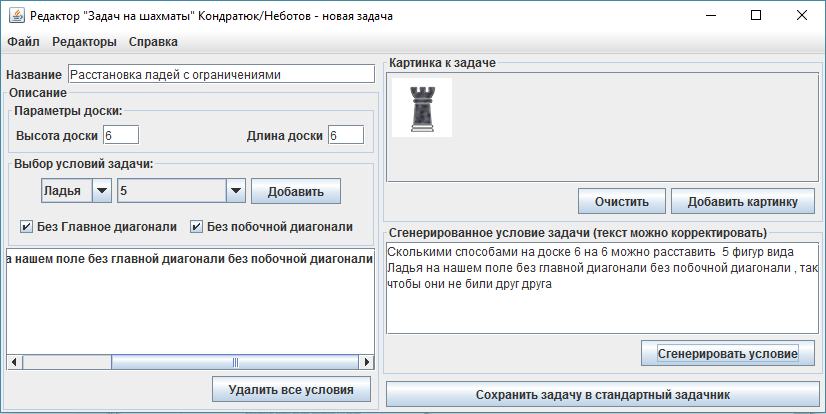 Редактор "Задач на шахматы" Кондратюк/Неботов - новая задача
Файл Редакторы Справка
Название Расстановка ладей с ограничениями
Описание
Параметры доски:
Высота доски 6 Длина доски 6
Выбор условий задачи:
Ладья 5 Добавить
Без Главное диагонали Без побочной диагонали
а нашем поле без главной диагонали без побочной диагонали
Удалить все условия
Картинка к задаче
Очистить Добавить картинку
Сгенерированное условие задачи (текст можно корректировать)
Сколькими способами на доске 6 на 6 можно расставить 5 фигур вида
Ладья на нашем поле без главной диагонали без побочной диагонали , так
чтобы они не били друг друга
Сгенерировать условие
Сохранить задачу в стандартный задачник